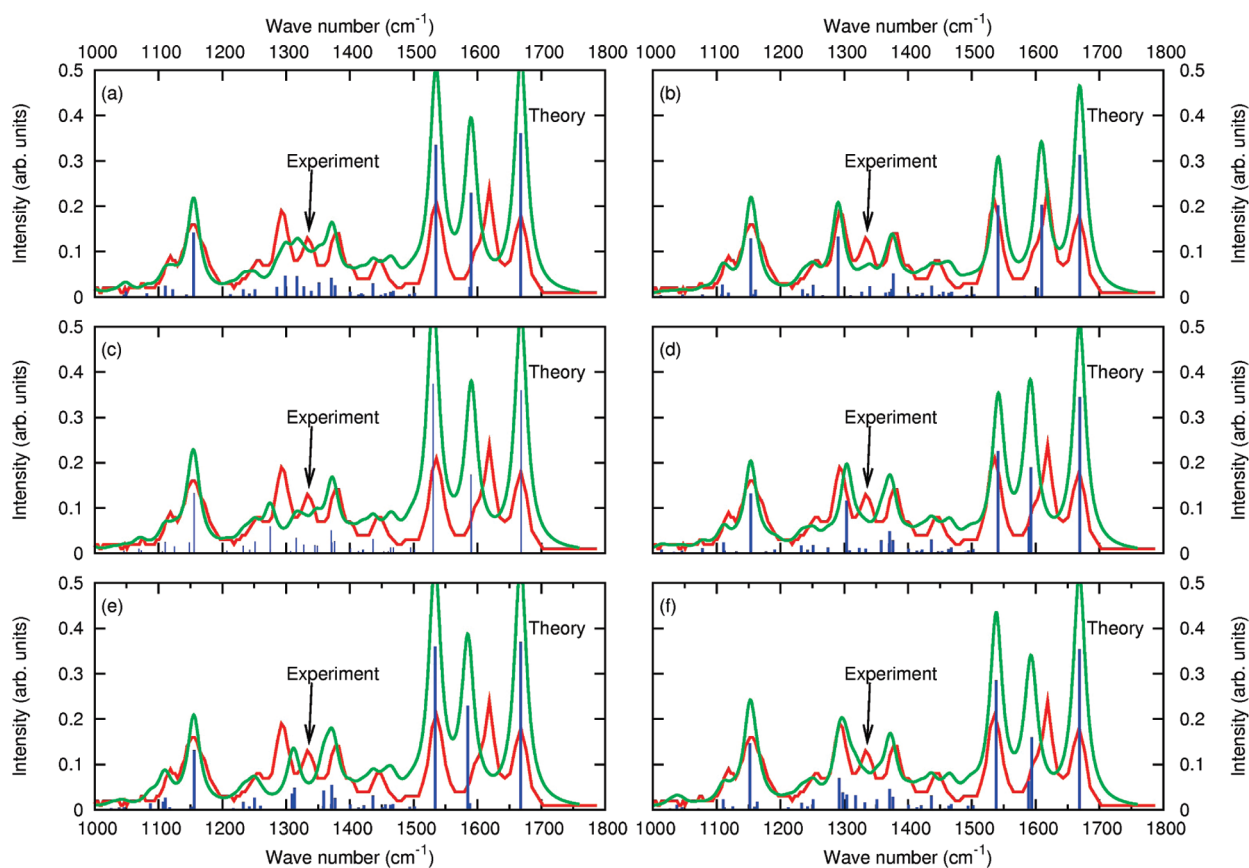 Wave number (cm⁻¹) Wave number (cm⁻¹)
1000 1100 1200 1300 1400 1500 1600 1700 1800 1000 1100 1200 1300 1400 1500 1600 1700 1800
Intensity (arb. units)
0.5
0.4
0.3
0.2
0.1
0
(a)
Experiment
Theory
(b)
Experiment
Theory
0.5
0.4
0.3
0.2
0.1
0
Intensity (arb. units)
Intensity (arb. units)
0.5
0.4
0.3
0.2
0.1
0
(c)
Experiment
Theory
(d)
Experiment
Theory
0.5
0.4
0.3
0.2
0.1
0
Intensity (arb. units)
Intensity (arb. units)
0.5
0.4
0.3
0.2
0.1
0
(e)
Experiment
Theory
(f)
Experiment
Theory
0.5
0.4
0.3
0.2
0.1
0
Intensity (arb. units)
1000 1100 1200 1300 1400 1500 1600 1700 1800 1000 1100 1200 1300 1400 1500 1600 1700 1800
Wave number (cm⁻¹) Wave number (cm⁻¹)